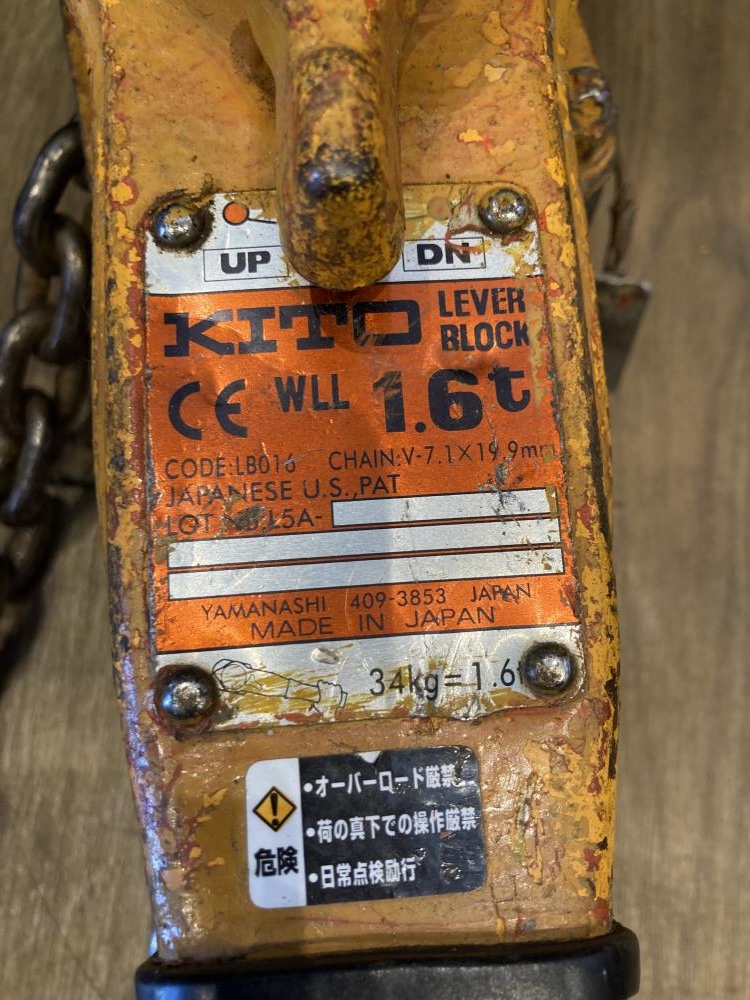 UP DN
KITO LEVER BLOCK
CE WLL 1.6t
CODE:LB016 CHAIN:V-7.1×19.9mm
JAPANESE U.S.,PAT
LOT L5A-
YAMANASHI 409-3853 JAPAN
MADE IN JAPAN
34kg=1.6t
危険
•オーバーロード厳禁
•荷の真下での操作厳禁
•日常点検励行